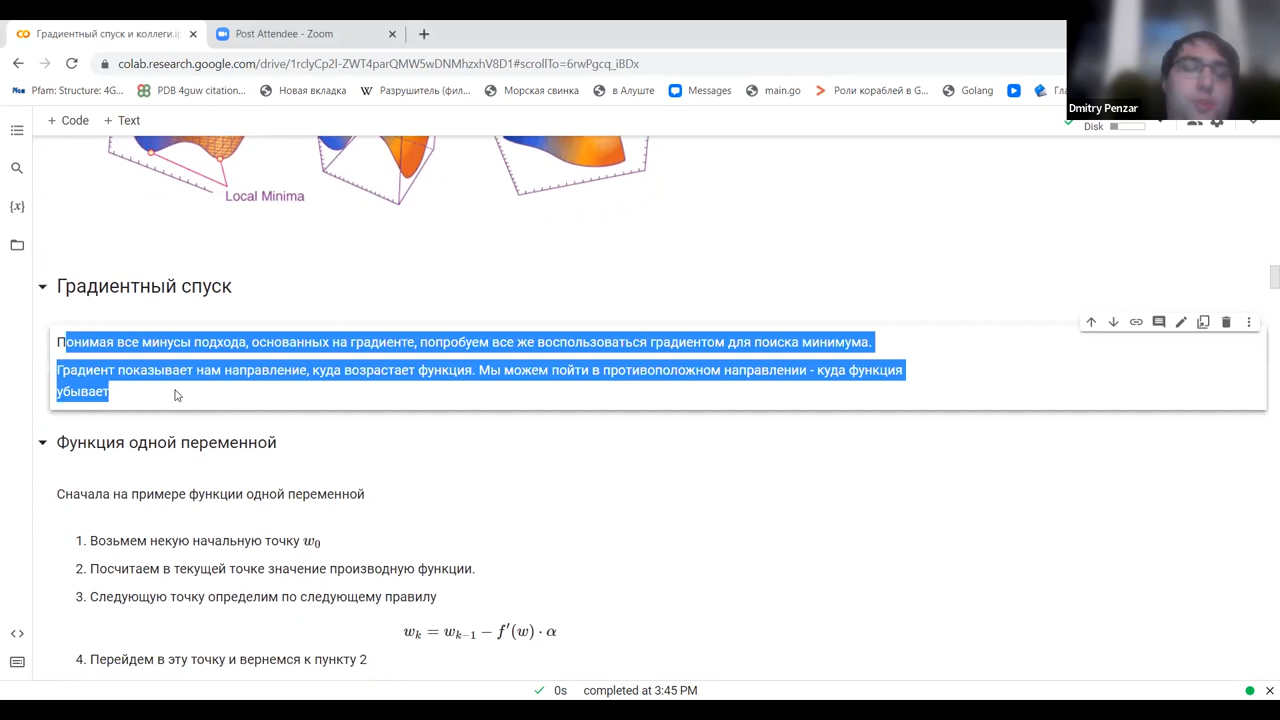 Градиентный спуск и коллеги.ip
Post Attendee - Zoom
colab.research.google.com/drive/1rclyCp2I-ZWT4parQMW5wDNMhzxhV8D1#scrollTo=6rwPgcq_iBDx
Pfam: Structure: 4G...
PDB 4guw citation...
Новая вкладка
Разрушитель (фил...
Морская свинка
в Алуште
Messages
main.go
Роли кораблей в G...
Golang
Dmitry Penzar
+ Code
+ Text
Disk
Local Minima
Градиентный спуск
Понимая все минусы подхода, основанных на градиенте, попробуем все же воспользоваться градиентом для поиска минимума.
Градиент показывает нам направление, куда возрастает функция. Мы можем пойти в противоположном направлении - куда функция
убывает
Функция одной переменной
Сначала на примере функции одной переменной
1. Возьмем некую начальную точку w₀
2. Посчитаем в текущей точке значение производную функции.
3. Следующую точку определим по следующему правилу
wₖ = wₖ₋₁ − f′(w) · α
4. Перейдем в эту точку и вернемся к пункту 2
0s completed at 3:45 PM